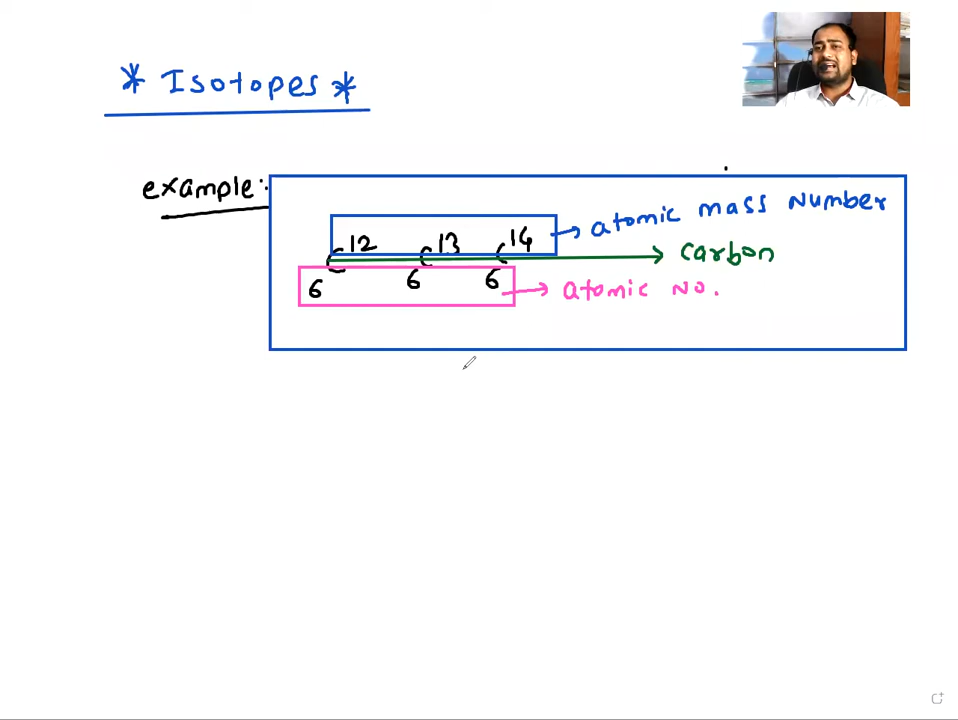 * Isotopes *
example:-
atomic mass number
C12 C13 C14 carbon
6 6 6 atomic no.